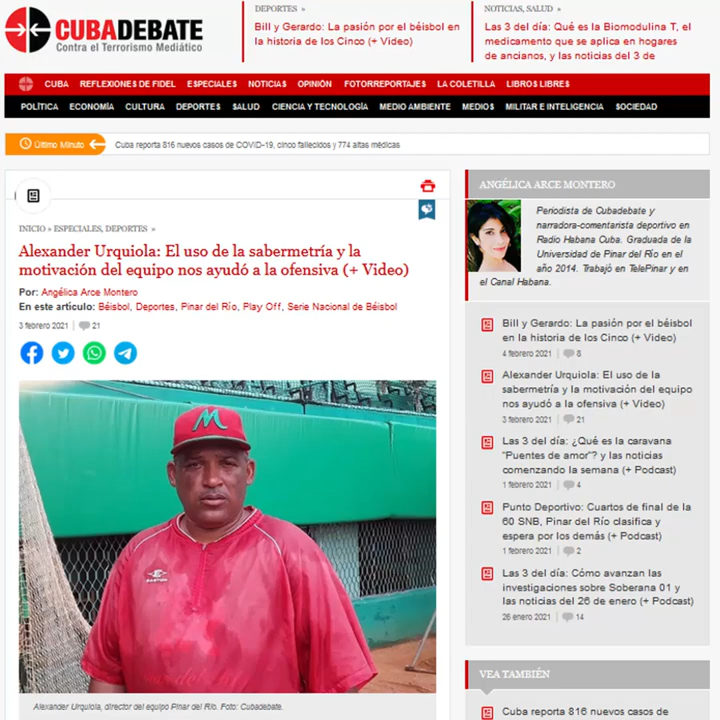 CUBADEBATE
Contra el Terrorismo Mediático
DEPORTES »
Bill y Gerardo: La pasión por el béisbol en
la historia de los Cinco (+ Video)
NOTICIAS, SALUD »
Las 3 del día: Qué es la Biomodulina T, el
medicamento que se aplica en hogares
de ancianos, y las noticias del 3 de
CUBA REFLEXIONES DE FIDEL ESPECIALES NOTICIAS OPINIÓN FOTORREPORTAJES LA COLETILLA LIBROS LIBRES
POLÍTICA ECONOMÍA CULTURA DEPORTES SALUD CIENCIA Y TECNOLOGÍA MEDIO AMBIENTE MEDIOS MILITAR E INTELIGENCIA SOCIEDAD
Último Minuto
Cuba reporta 816 nuevos casos de COVID-19, cinco fallecidos y 774 altas médicas
INICIO » ESPECIALES, DEPORTES »
Alexander Urquiola: El uso de la sabermetría y la
motivación del equipo nos ayudó a la ofensiva (+ Video)
Por: Angélica Arce Montero
En este artículo: Béisbol, Deportes, Pinar del Río, Play Off, Serie Nacional de Béisbol
3 febrero 2021 | 21
M
EASTON
Alexander Urquiola, director del equipo Pinar del Río. Foto: Cubadebate.
ANGÉLICA ARCE MONTERO
Periodista de Cubadebate y
narradora-comentarista deportivo en
Radio Habana Cuba. Graduada de la
Universidad de Pinar del Río en el
año 2014. Trabajó en TelePinar y en
el Canal Habana.
Bill y Gerardo: La pasión por el béisbol
en la historia de los Cinco (+ Video)
4 febrero 2021 | 8
Alexander Urquiola: El uso de la
sabermetría y la motivación del equipo
nos ayudó a la ofensiva (+ Video)
3 febrero 2021 | 21
Las 3 del día: ¿Qué es la caravana
"Puentes de amor"? y las noticias
comenzando la semana (+ Podcast)
1 febrero 2021 | 4
Punto Deportivo: Cuartos de final de la
60 SNB, Pinar del Río clasifica y
espera por los demás (+ Podcast)
1 febrero 2021 | 2
Las 3 del día: Cómo avanzan las
investigaciones sobre Soberana 01 y
las noticias del 26 de enero (+ Podcast)
26 enero 2021 | 14
VEA TAMBIÉN
Cuba reporta 816 nuevos casos de